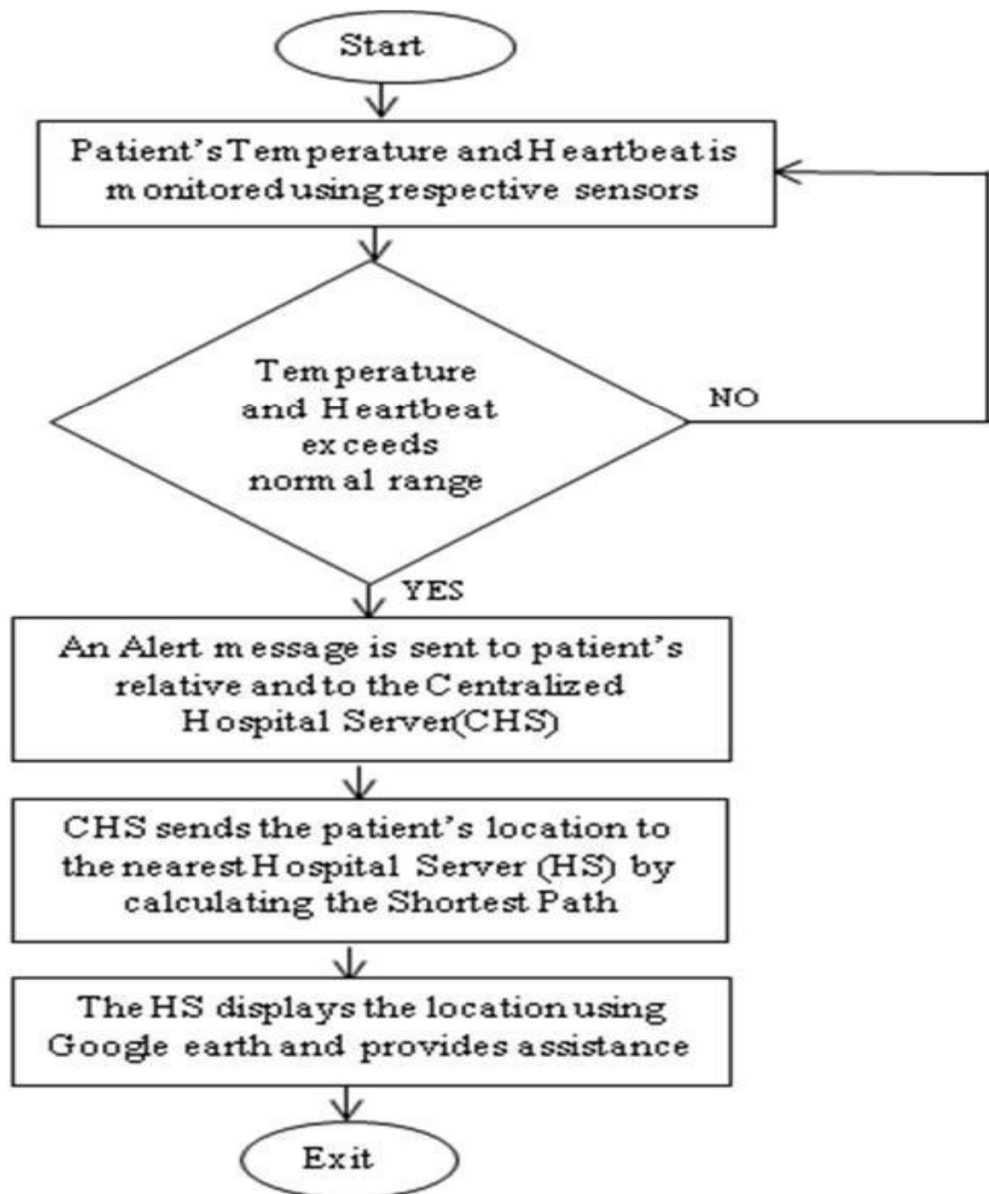 Start
Patient's Temperature and Heartbeat is
monitored using respective sensors
Temperature
and Heartbeat
exceeds
normal range
NO
YES
An Alert message is sent to patient's
relative and to the Centralized
Hospital Server(CHS)
CHS sends the patient's location to
the nearest Hospital Server (HS) by
calculating the Shortest Path
The HS displays the location using
Google earth and provides assistance
Exit